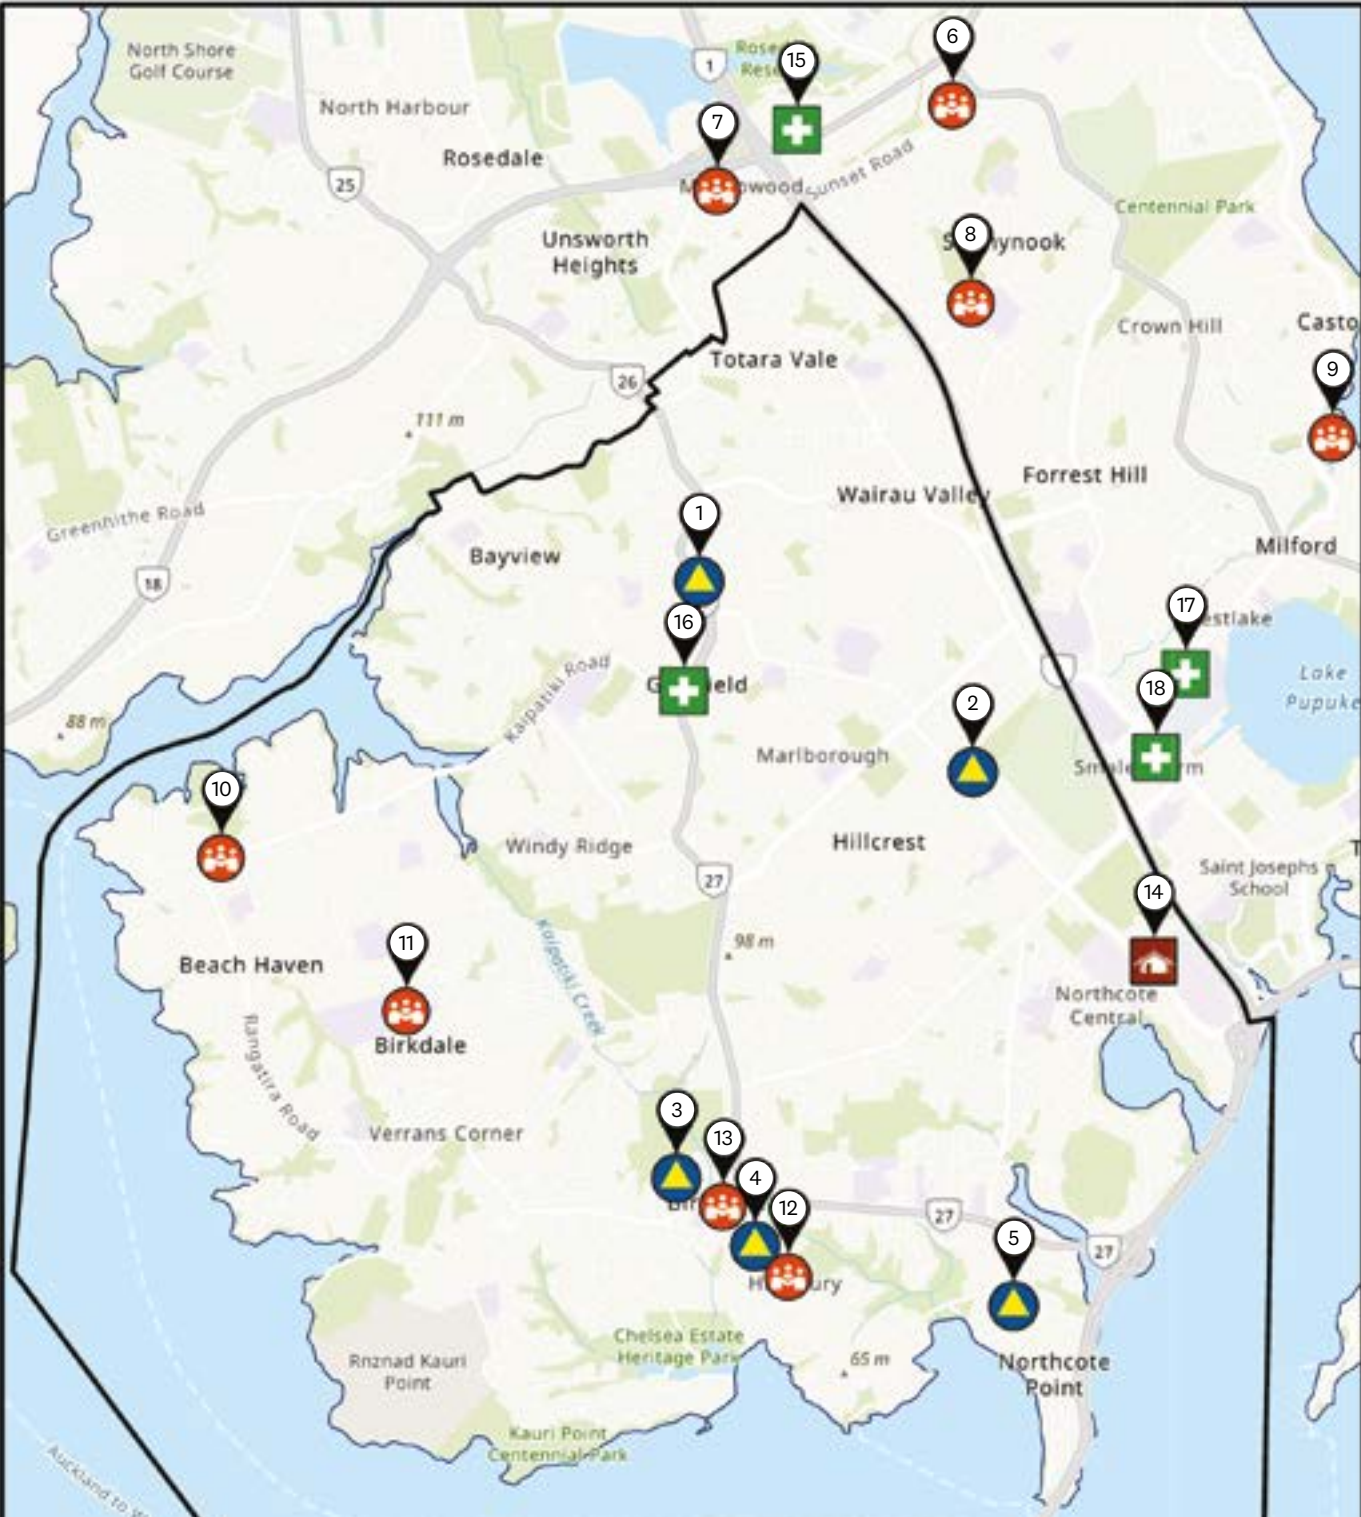 North Shore
Golf Course
1
15
6
North Harbour
7
Rosedale
25
Sunset Road
Centennial Park
Unsworth
Heights
8
Crown Hill
Totara Vale
9
26
111 m
Forrest Hill
Wairau Valley
Greenhithe Road
1
Milford
Bayview
18
16
17
Kaipatiki Road
Lake
18
2
88 m
Marlborough
10
Windy Ridge
Hillcrest
Saint Josephs
School
27
14
98 m
11
Beach Haven
Kaipatiki Creek
Northcote
Central
Birkdale
Rangatira Road
3
Verrans Corner
13
4
12
27
5
27
Chelsea Estate
Heritage Park
Rnznad Kauri
Point
65 m
Northcote
Point
Kauri Point
Centennial Park
Auckland to